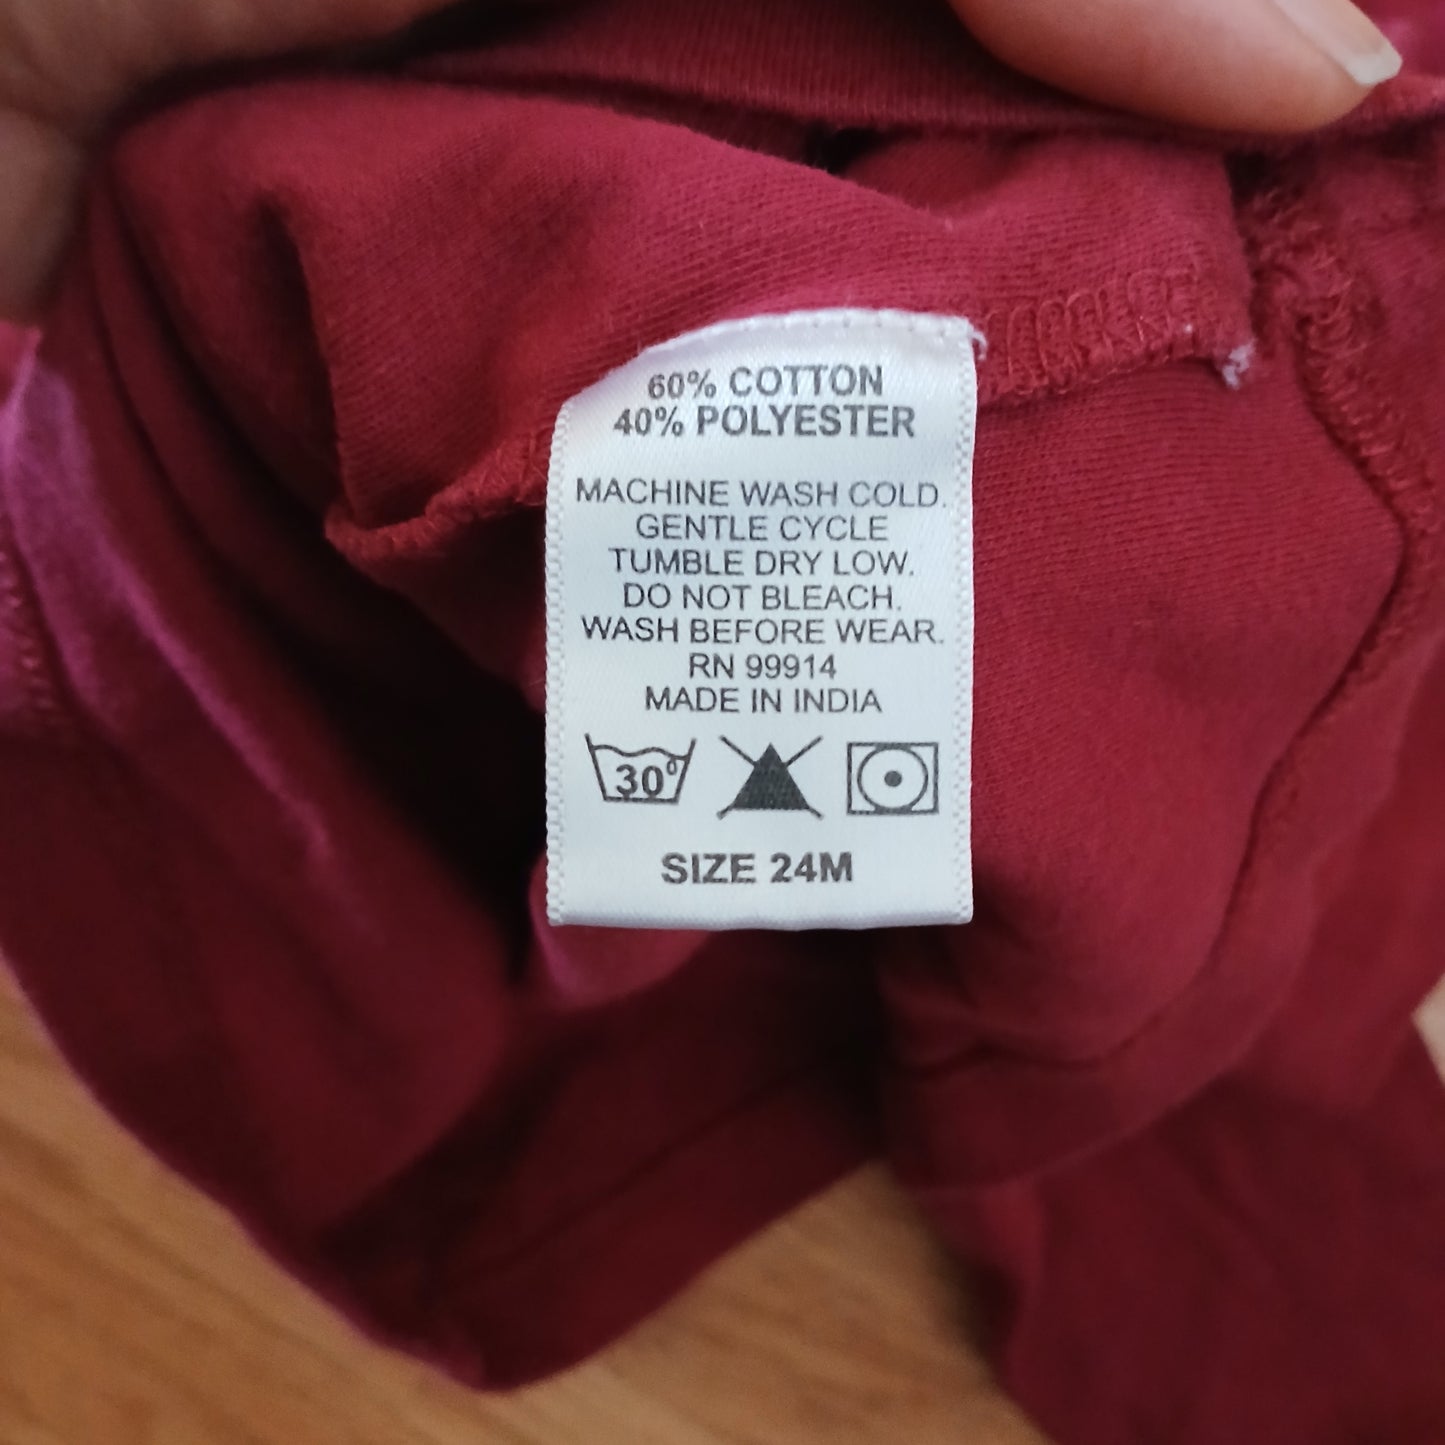 60% COTTON
40% POLYESTER
MACHINE WASH COLD.
GENTLE CYCLE
TUMBLE DRY LOW.
DO NOT BLEACH.
WASH BEFORE WEAR.
RN 99914
MADE IN INDIA
30°
SIZE 24M